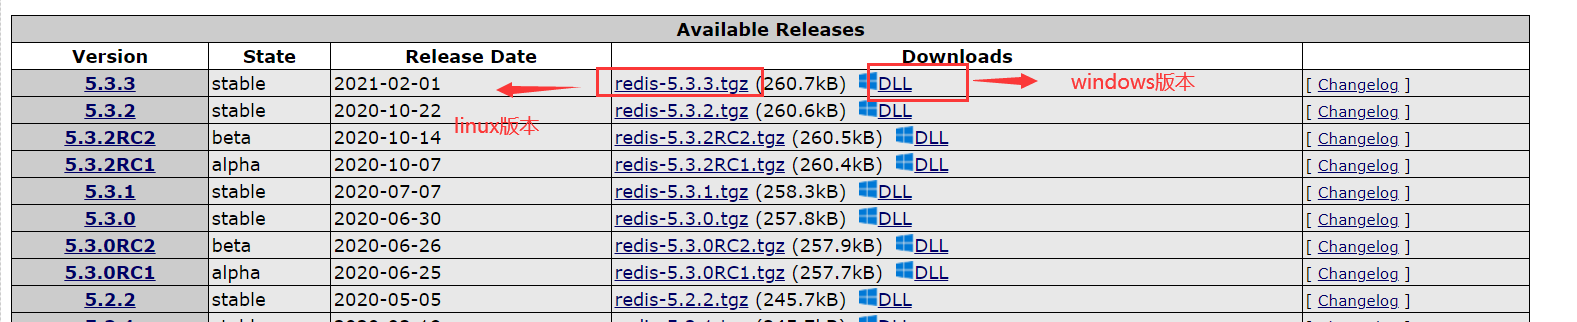 Available Releases
Version State Release Date Downloads
5.3.3 stable 2021-02-01 redis-5.3.3.tgz (260.7kB) DLL windows版本 [ Changelog ]
5.3.2 stable 2020-10-22 redis-5.3.2.tgz (260.6kB) DLL [ Changelog ]
linux版本
5.3.2RC2 beta 2020-10-14 redis-5.3.2RC2.tgz (260.5kB) DLL [ Changelog ]
5.3.2RC1 alpha 2020-10-07 redis-5.3.2RC1.tgz (260.4kB) DLL [ Changelog ]
5.3.1 stable 2020-07-07 redis-5.3.1.tgz (258.3kB) DLL [ Changelog ]
5.3.0 stable 2020-06-30 redis-5.3.0.tgz (257.8kB) DLL [ Changelog ]
5.3.0RC2 beta 2020-06-26 redis-5.3.0RC2.tgz (257.9kB) DLL [ Changelog ]
5.3.0RC1 alpha 2020-06-25 redis-5.3.0RC1.tgz (257.7kB) DLL [ Changelog ]
5.2.2 stable 2020-05-05 redis-5.2.2.tgz (245.7kB) DLL [ Changelog ]